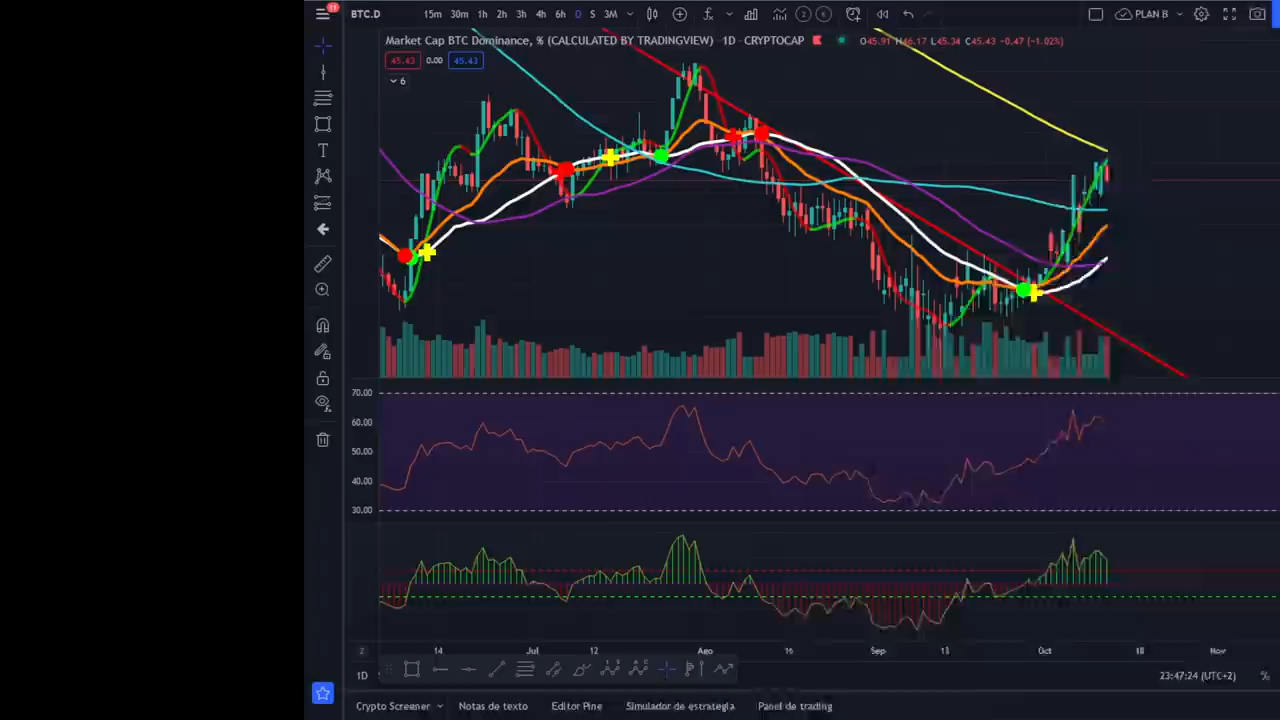 11
BTC.D 15m 30m 1h 2h 3h 4h 6h D S 3M PLAN B
Market Cap BTC Dominance, % (CALCULATED BY TRADINGVIEW) · 1D · CRYPTOCAP O45.91 H46.17 L45.34 C45.43 −0.47 (−1.02%)
45.43 0.00 45.43
6
70.00
60.00
50.00
40.00
30.00
Z 14 Jul 12 Ago 16 Sep 13 Oct 18 Nov
1D 23:47:24 (UTC+2) %
Crypto Screener Notas de texto Editor Pine Simulador de estrategia Panel de trading